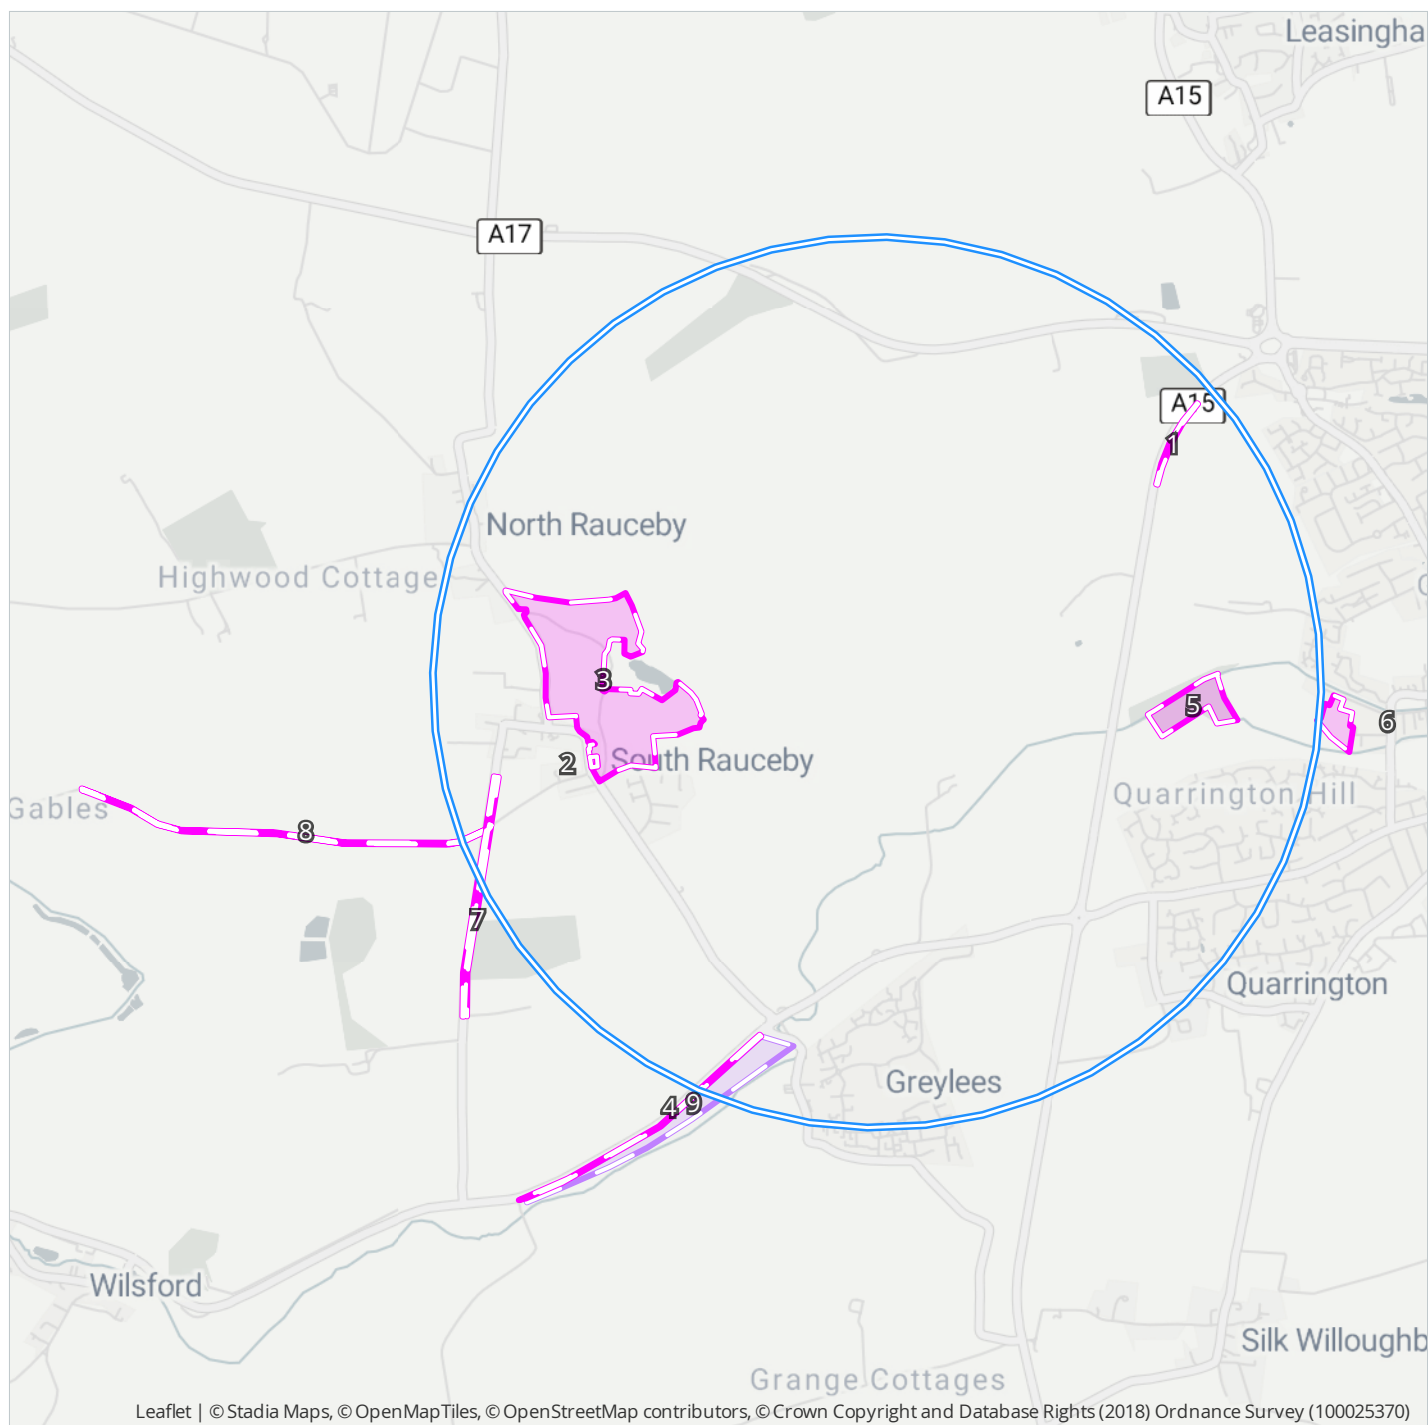 Leasingha
A15
A17
A15
1
North Rauceby
Highwood Cottage
3
5
6
2
South Rauceby
Quarrington Hill
Gables
8
7
Quarrington
Greylees
4
9
Wilsford
Silk Willoughb
Grange Cottages
Leaflet | © Stadia Maps, © OpenMapTiles, © OpenStreetMap contributors, © Crown Copyright and Database Rights (2018) Ordnance Survey (100025370)